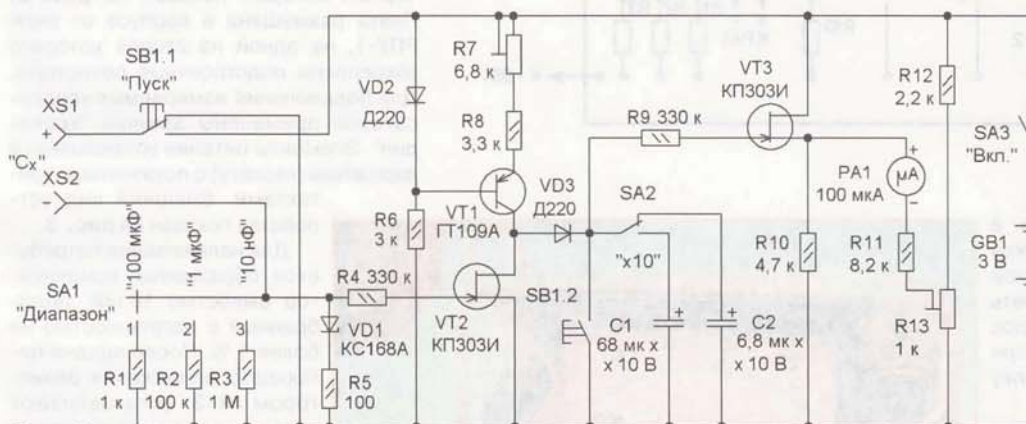 SB1.1
"Пуск"
XS1
+
"Cx"
XS2
SA1
"Диапазон"
"100 мкФ"
"1 мкФ"
"10 нФ"
1
2
3
R1
1 к
R2
100 к
R3
1 М
VD1
КС168А
R4 330 к
R5
100
VD2
Д220
R6
3 к
R7
6,8 к
R8
3,3 к
VT1
ГТ109А
VT2
КП303И
VD3
Д220
SB1.2
SA2
"x10"
C1
68 мк x
x 10 В
+
C2
6,8 мк x
x 10 В
+
R9 330 к
VT3
КП303И
R10
4,7 к
R11
8,2 к
PA1
100 мкА
μA
+
−
R12
2,2 к
R13
1 к
SA3
"Вкл."
GB1
3 В